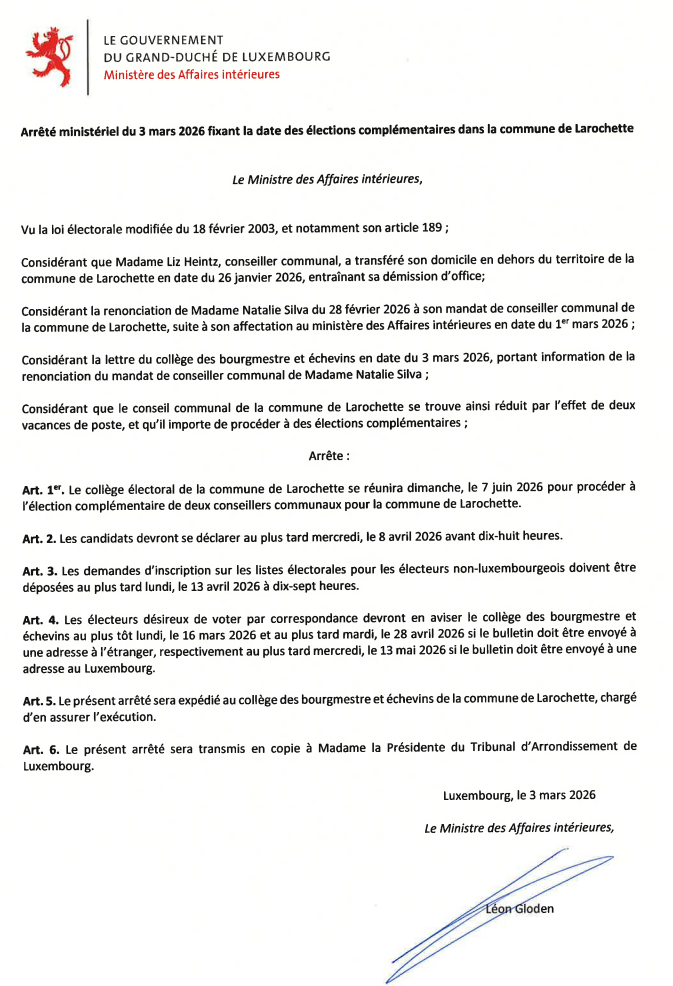 LE GOUVERNEMENT
DU GRAND-DUCHÉ DE LUXEMBOURG
Ministère des Affaires intérieures
Arrêté ministériel du 3 mars 2026 fixant la date des élections complémentaires dans la commune de Larochette
Le Ministre des Affaires intérieures,
Vu la loi électorale modifiée du 18 février 2003, et notamment son article 189 ;
Considérant que Madame Liz Heintz, conseiller communal, a transféré son domicile en dehors du territoire de la
commune de Larochette en date du 26 janvier 2026, entraînant sa démission d'office;
Considérant la renonciation de Madame Natalie Silva du 28 février 2026 à son mandat de conseiller communal de
la commune de Larochette, suite à son affectation au ministère des Affaires intérieures en date du 1er mars 2026 ;
Considérant la lettre du collège des bourgmestre et échevins en date du 3 mars 2026, portant information de la
renonciation du mandat de conseiller communal de Madame Natalie Silva ;
Considérant que le conseil communal de la commune de Larochette se trouve ainsi réduit par l'effet de deux
vacances de poste, et qu'il importe de procéder à des élections complémentaires ;
Arrête :
Art. 1er. Le collège électoral de la commune de Larochette se réunira dimanche, le 7 juin 2026 pour procéder à
l'élection complémentaire de deux conseillers communaux pour la commune de Larochette.
Art. 2. Les candidats devront se déclarer au plus tard mercredi, le 8 avril 2026 avant dix-huit heures.
Art. 3. Les demandes d'inscription sur les listes électorales pour les électeurs non-luxembourgeois doivent être
déposées au plus tard lundi, le 13 avril 2026 à dix-sept heures.
Art. 4. Les électeurs désireux de voter par correspondance devront en aviser le collège des bourgmestre et
échevins au plus tôt lundi, le 16 mars 2026 et au plus tard mardi, le 28 avril 2026 si le bulletin doit être envoyé à
une adresse à l'étranger, respectivement au plus tard mercredi, le 13 mai 2026 si le bulletin doit être envoyé à une
adresse au Luxembourg.
Art. 5. Le présent arrêté sera expédié au collège des bourgmestre et échevins de la commune de Larochette, chargé
d'en assurer l'exécution.
Art. 6. Le présent arrêté sera transmis en copie à Madame la Présidente du Tribunal d'Arrondissement de
Luxembourg.
Luxembourg, le 3 mars 2026
Le Ministre des Affaires intérieures,
Léon Gloden